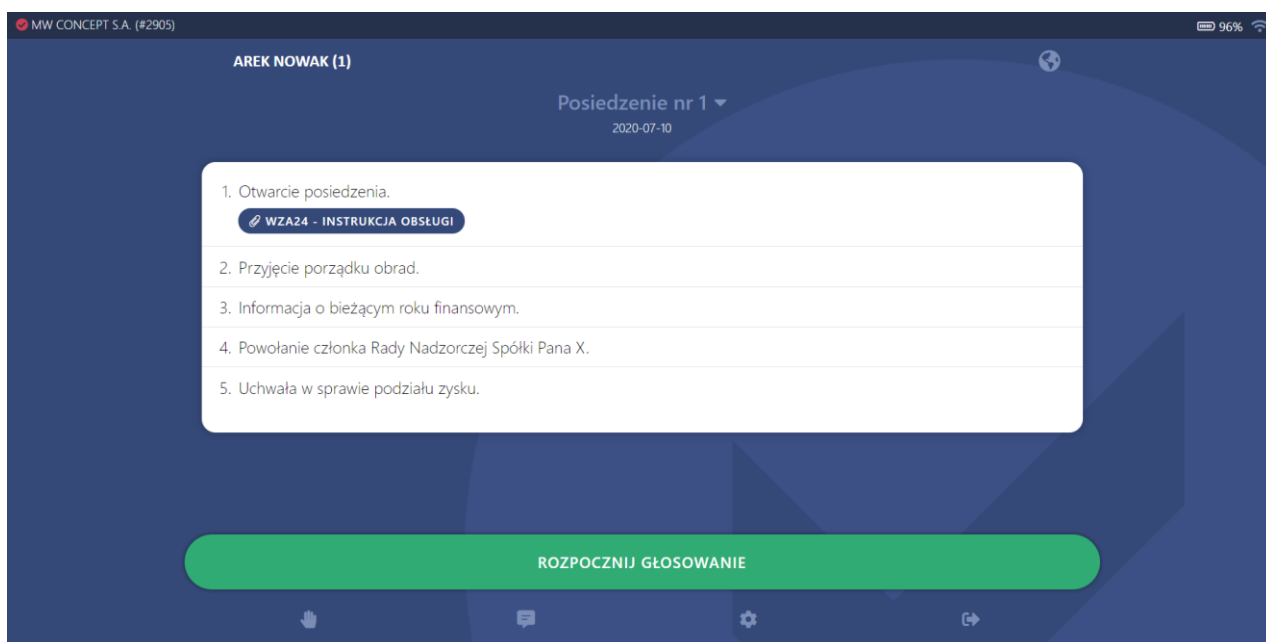 MW CONCEPT S.A. (#2905)
96%
AREK NOWAK (1)
Posiedzenie nr 1
2020-07-10
1. Otwarcie posiedzenia.
WZA24 - INSTRUKCJA OBSŁUGI
2. Przyjęcie porządku obrad.
3. Informacja o bieżącym roku finansowym.
4. Powołanie członka Rady Nadzorczej Spółki Pana X.
5. Uchwała w sprawie podziału zysku.
ROZPOCZNIJ GŁOSOWANIE